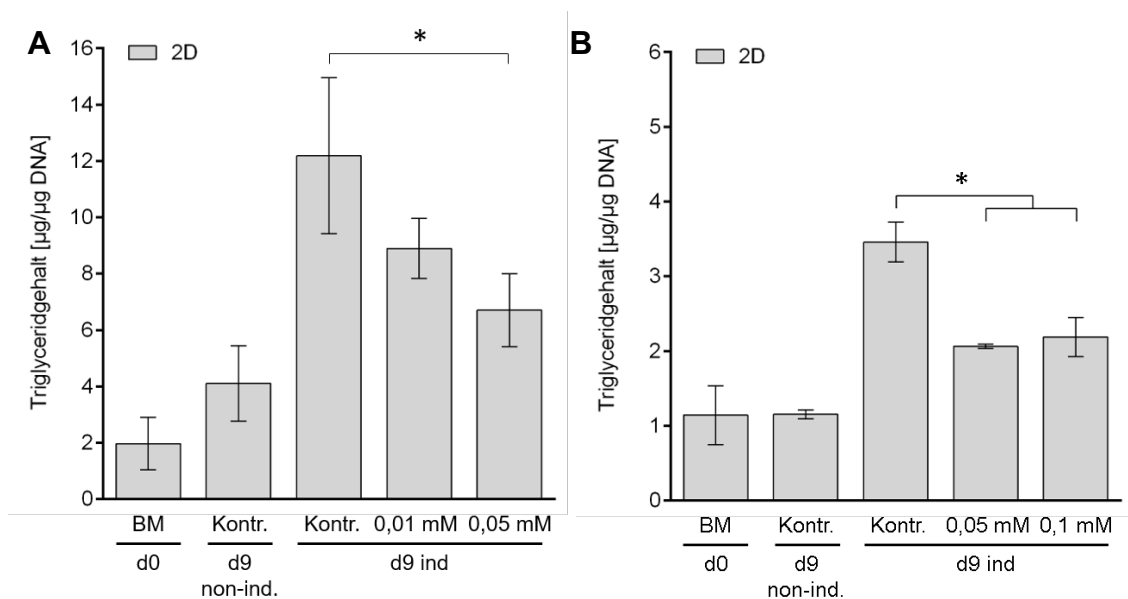 A
Triglyceridgehalt [µg/µg DNA]
16
14
12
10
8
6
4
2
0
2D
*
BM Kontr. Kontr. 0,01 mM 0,05 mM
d0 d9 d9 ind
non-ind.
B
Triglyceridgehalt [µg/µg DNA]
6
5
4
3
2
1
0
2D
*
BM Kontr. Kontr. 0,05 mM 0,1 mM
d0 d9 d9 ind
non-ind.